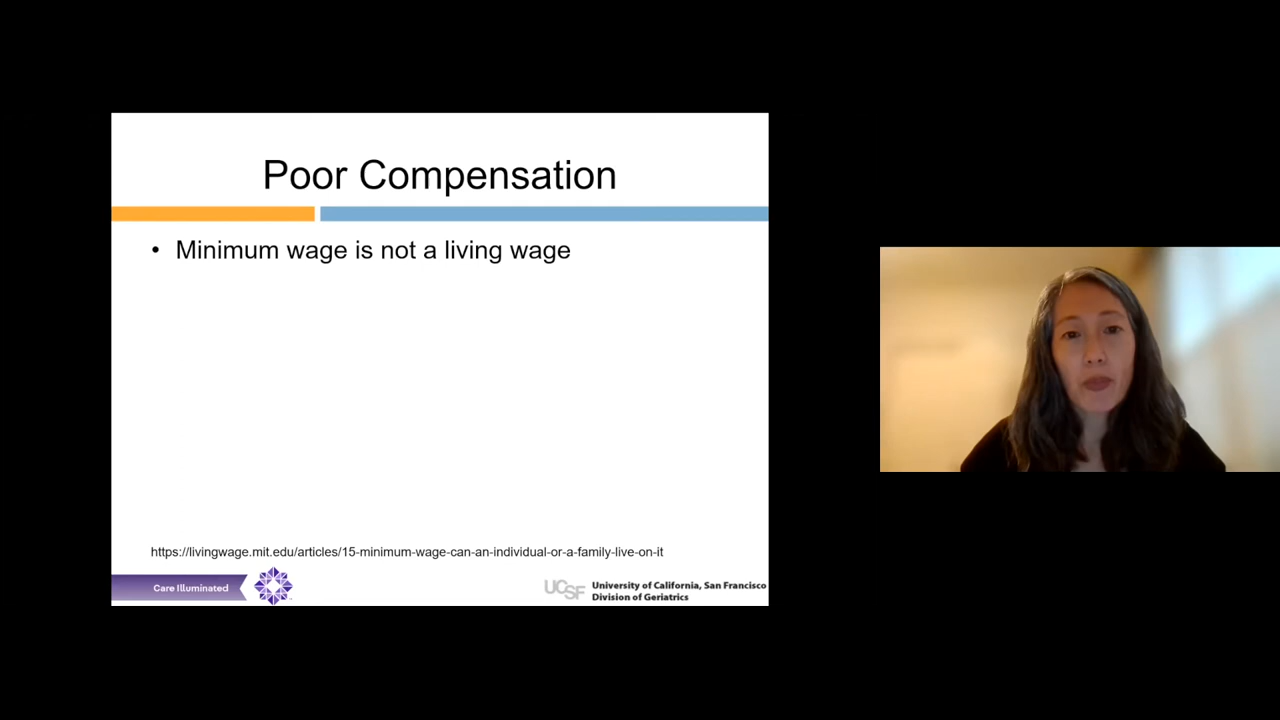 Poor Compensation
• Minimum wage is not a living wage
https://livingwage.mit.edu/articles/15-minimum-wage-can-an-individual-or-a-family-live-on-it
Care Illuminated
UCSF
University of California, San Francisco
Division of Geriatrics